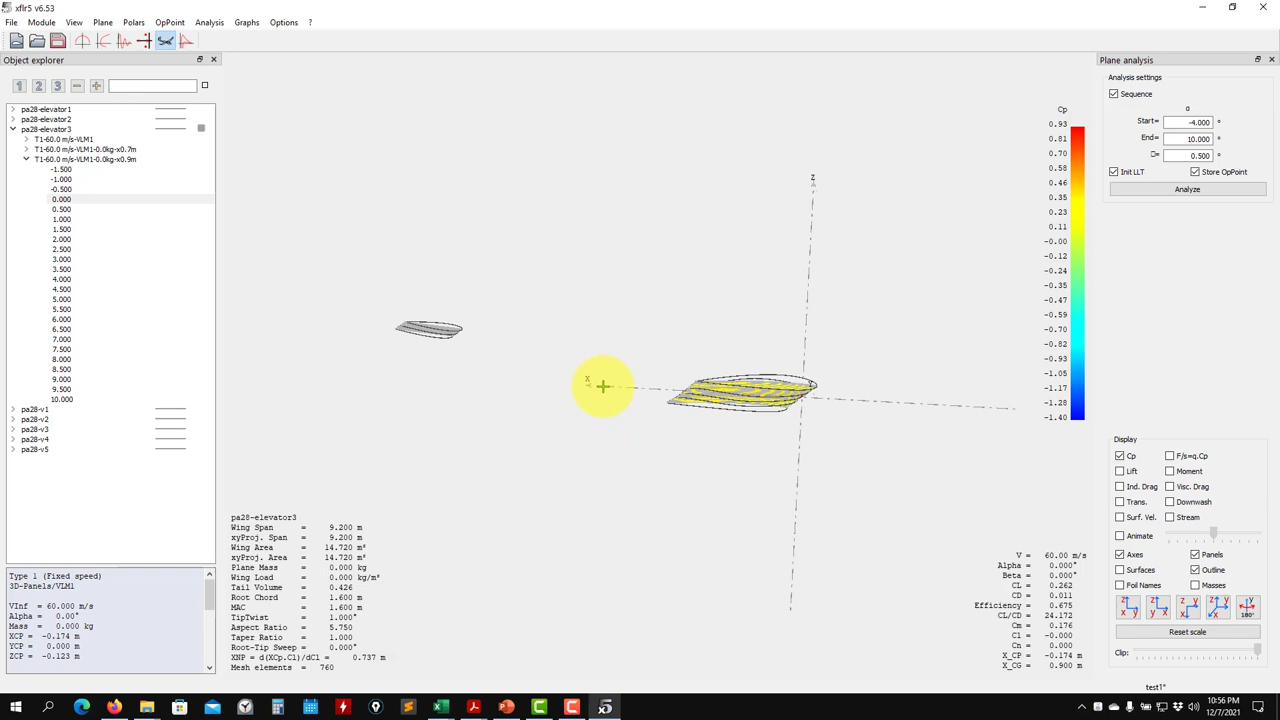 xflr5 v6.53
File Module View Plane Polars OpPoint Analysis Graphs Options ?
Object explorer
1 2 3
pa28-elevator1
pa28-elevator2
pa28-elevator3
T1-60.0 m/s-VLM1
T1-60.0 m/s-VLM1-0.0kg-x0.7m
T1-60.0 m/s-VLM1-0.0kg-x0.9m
-1.500
-1.000
-0.500
0.000
0.500
1.000
1.500
2.000
2.500
3.000
3.500
4.000
4.500
5.000
5.500
6.000
6.500
7.000
7.500
8.000
8.500
9.000
9.500
10.000
pa28-v1
pa28-v2
pa28-v3
pa28-v4
pa28-v5
Type 1 (Fixed speed)
3D-Panels/VLM1
VInf = 60.000 m/s
Alpha = 0.00°
Mass = 0.000 kg
XCP = -0.174 m
YCP = 0.000 m
ZCP = -0.123 m
Z
X
pa28-elevator3
Wing Span = 9.200 m
xyProj. Span = 9.200 m
Wing Area = 14.720 m²
xyProj. Area = 14.720 m²
Plane Mass = 0.000 kg
Wing Load = 0.000 kg/m²
Tail Volume = 0.426
Root Chord = 1.600 m
MAC = 1.600 m
TipTwist = 1.000°
Aspect Ratio = 5.750
Taper Ratio = 1.000
Root-Tip Sweep = 0.000°
XNP = d(XCp.Cl)/dCl = 0.737 m
Mesh elements = 760
Cp
0.93
0.81
0.70
0.58
0.46
0.35
0.23
0.11
-0.00
-0.12
-0.24
-0.35
-0.47
-0.59
-0.70
-0.82
-0.93
-1.05
-1.17
-1.28
-1.40
V = 60.00 m/s
Alpha = 0.000°
Beta = 0.000°
CL = 0.262
CD = 0.011
Efficiency = 0.675
CL/CD = 24.172
Cm = 0.176
Cl = -0.000
Cn = 0.000
X_CP = -0.174 m
X_CG = 0.900 m
Plane analysis
Analysis settings
Sequence
α
Start= -4.000 °
End= 10.000 °
Δ= 0.500 °
Init LLT Store OpPoint
Analyze
Display
Cp F/s=q.Cp
Lift Moment
Ind. Drag Visc. Drag
Trans. Downwash
Surf. Vel. Stream
Animate
Axes Panels
Surfaces Outline
Foil Names Masses
z x y z y x z x y z y x y 180°
Reset scale
Clip:
test1*
10:56 PM
12/7/2021